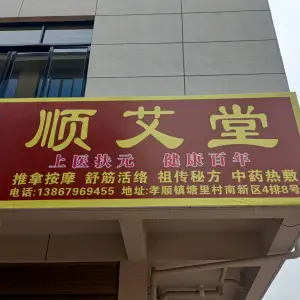 顺艾堂
上医扶元 健康百年
推拿按摩 舒筋活络 祖传秘方 中药热敷
电话:13867969455 地址:孝顺镇塘里村南新区4排8号